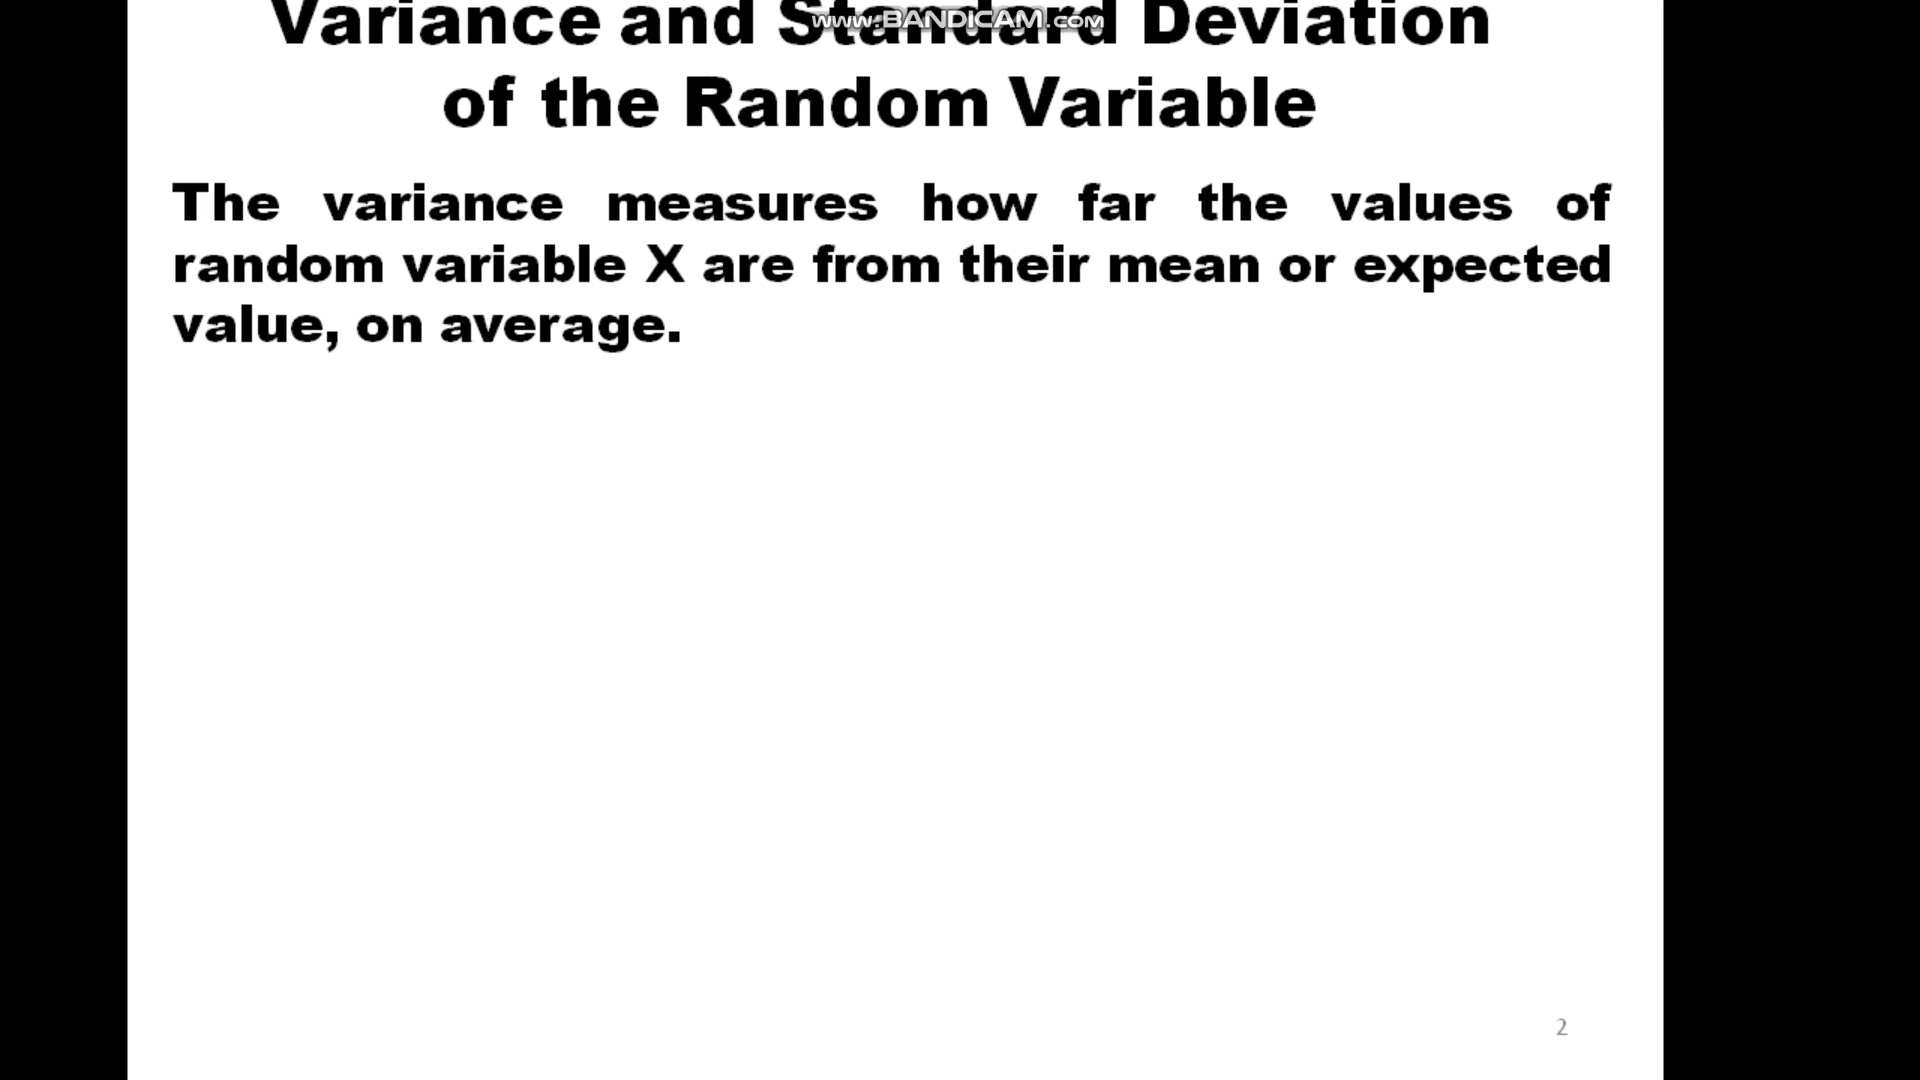 www.BANDICAM.com
Variance and Standard Deviation
of the Random Variable
The variance measures how far the values of
random variable X are from their mean or expected
value, on average.
2